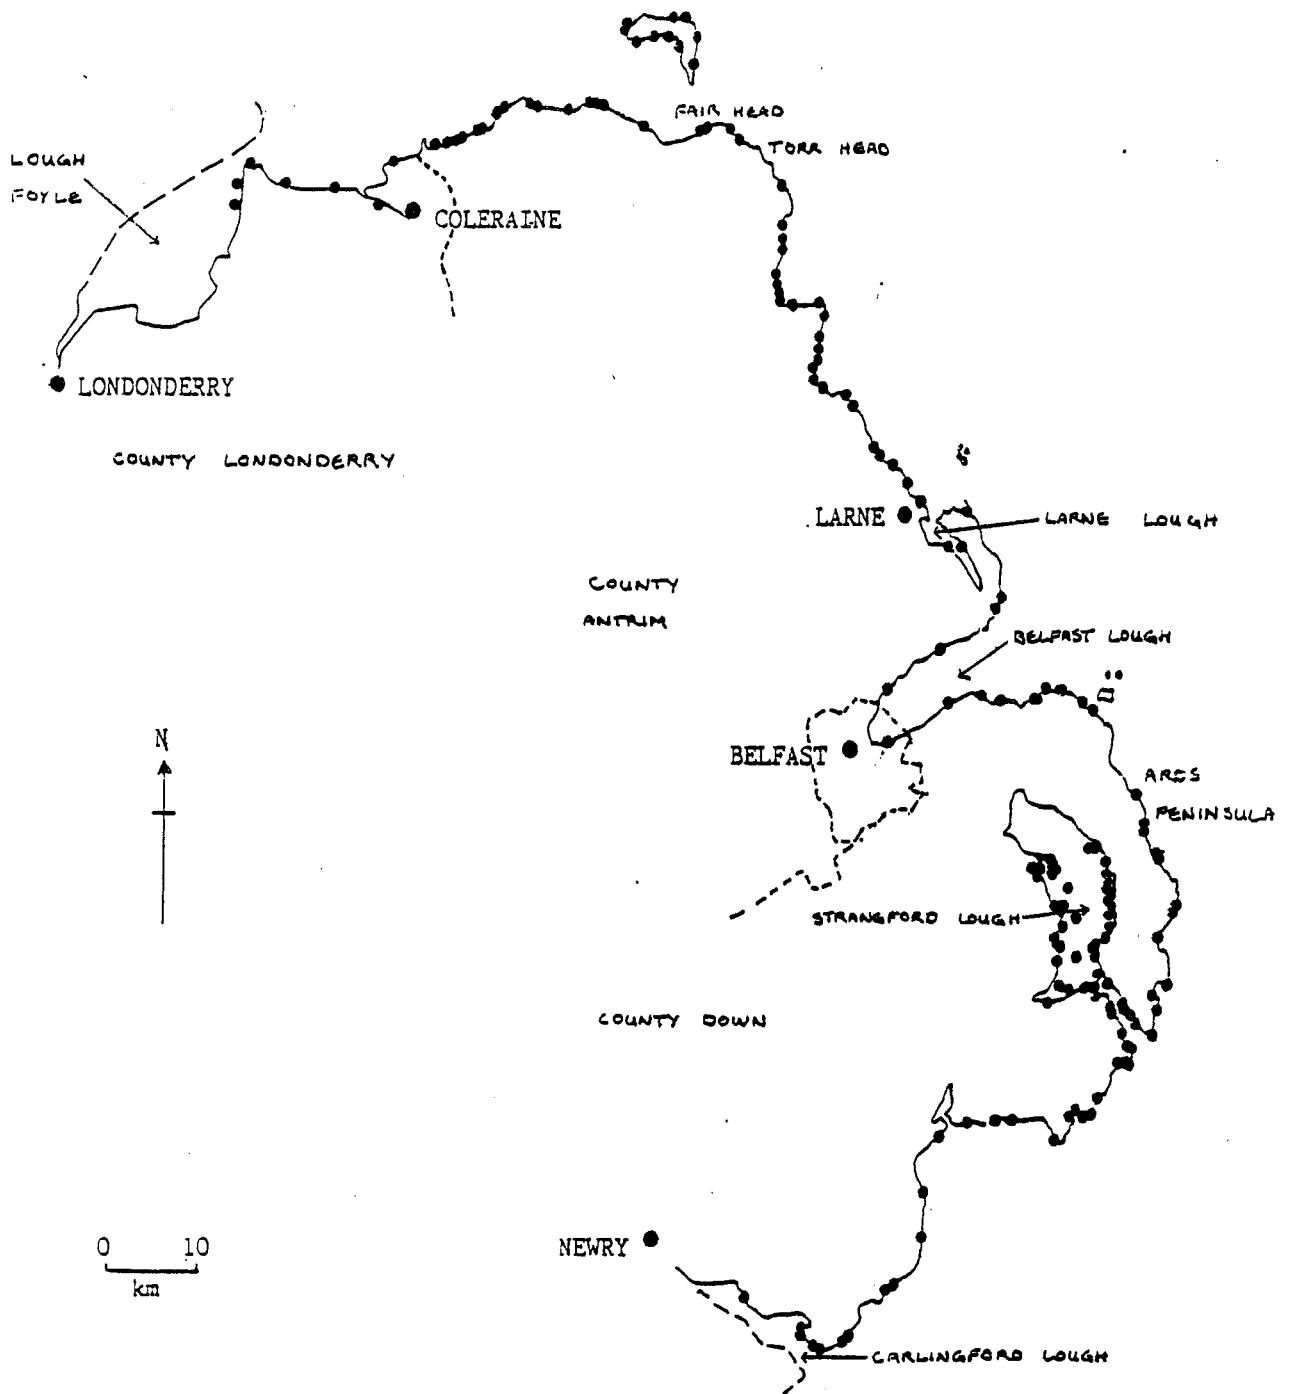 FAIR HEAD
TORR HEAD
LOUGH
FOYLE
COLERAINE
LONDONDERRY
COUNTY LONDONDERRY
LARNE
LARNE LOUGH
COUNTY
ANTRIM
BELFAST LOUGH
N
BELFAST
ARDS
PENINSULA
STRANGFORD LOUGH
COUNTY DOWN
NEWRY
0 10
km
CARLINGFORD LOUGH